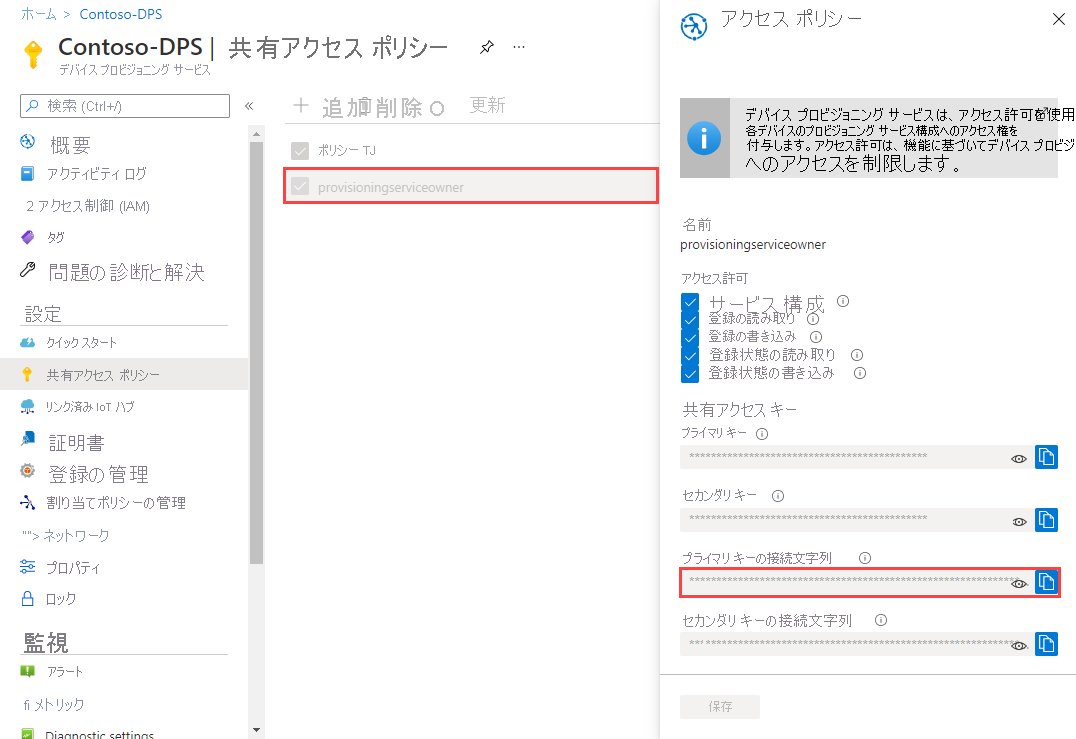 ホーム > Contoso-DPS
Contoso-DPS | 共有アクセス ポリシー ...
デバイス プロビジョニング サービス
検索 (Ctrl+/) «
概要
アクティビティ ログ
2 アクセス制御 (IAM)
タグ
問題の診断と解決
設定
クイック スタート
共有アクセス ポリシー
リンク済み IoT ハブ
証明書
登録の管理
割り当てポリシーの管理
""> ネットワーク
プロパティ
ロック
監視
アラート
fi メトリック
Diagnostic settings
+ 追加 削除 更新
ポリシー TJ
provisioningserviceowner
アクセス ポリシー
デバイス プロビジョニング サービスは、アクセス許可を使用
各デバイスのプロビジョニング サービス構成へのアクセス権を
付与します。アクセス許可は、機能に基づいてデバイス プロビジ
へのアクセスを制限します。
名前
provisioningserviceowner
アクセス許可
サービス構成
登録の読み取り
登録の書き込み
登録状態の読み取り
登録状態の書き込み
共有アクセス キー
プライマリ キー
セカンダリ キー
プライマリ キーの接続文字列
セカンダリ キーの接続文字列
保存